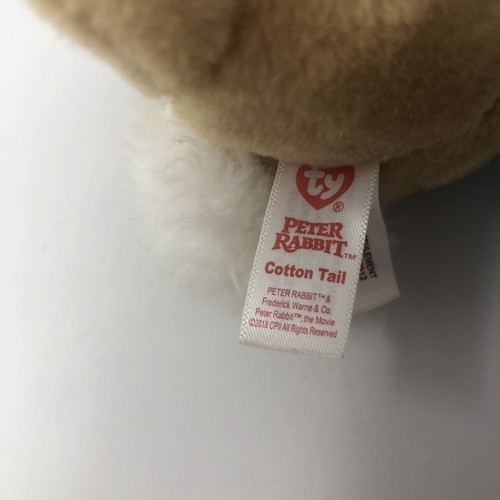 ty
®
PETER
RABBIT™
Cotton Tail
PETER RABBIT™&
Frederick Warne & Co.
Peter Rabbit™, the Movie
©2018 CPII All Rights Reserved